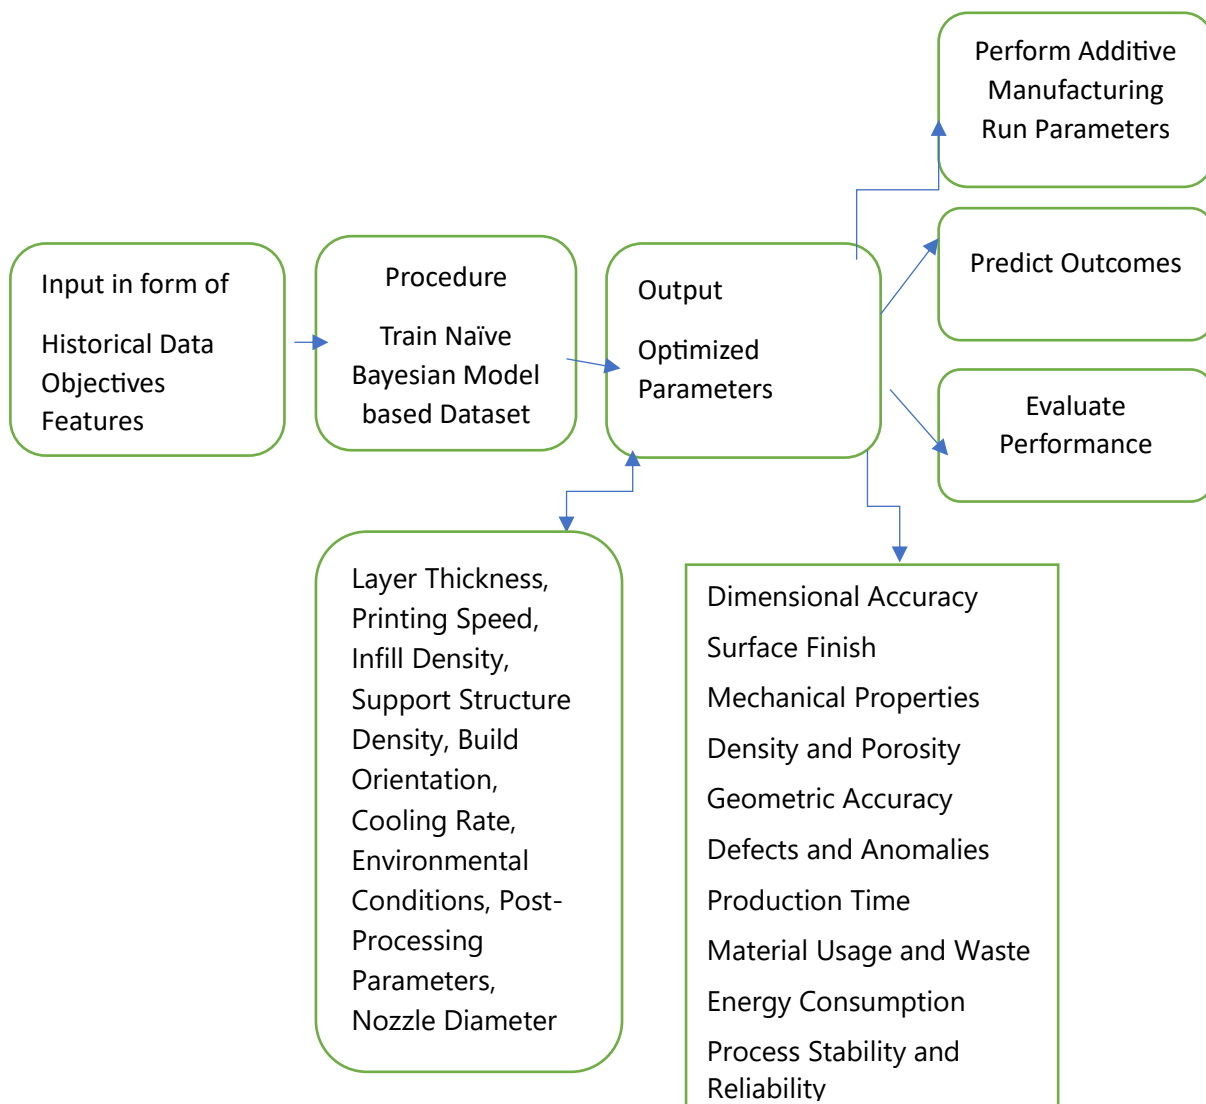 Perform Additive
Manufacturing
Run Parameters
Input in form of
Historical Data
Objectives
Features
Procedure
Train Naïve
Bayesian Model
based Dataset
Output
Optimized
Parameters
Predict Outcomes
Evaluate
Performance
Layer Thickness,
Printing Speed,
Infill Density,
Support Structure
Density, Build
Orientation,
Cooling Rate,
Environmental
Conditions, Post-
Processing
Parameters,
Nozzle Diameter
Dimensional Accuracy
Surface Finish
Mechanical Properties
Density and Porosity
Geometric Accuracy
Defects and Anomalies
Production Time
Material Usage and Waste
Energy Consumption
Process Stability and
Reliability